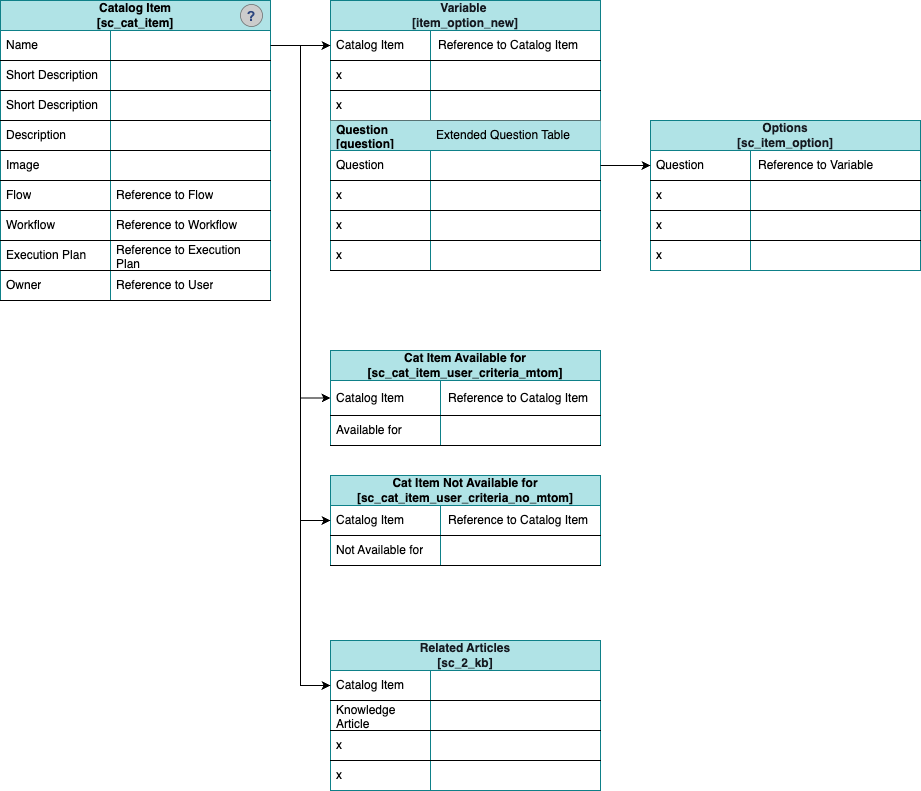 Catalog Item
[sc_cat_item]
?
Name
Short Description
Short Description
Description
Image
Flow Reference to Flow
Workflow Reference to Workflow
Execution Plan Reference to Execution
Plan
Owner Reference to User
Variable
[item_option_new]
Catalog Item Reference to Catalog Item
x
x
Question Extended Question Table
[question]
Question
x
x
x
Options
[sc_item_option]
Question Reference to Variable
x
x
x
Cat Item Available for
[sc_cat_item_user_criteria_mtom]
Catalog Item Reference to Catalog Item
Available for
Cat Item Not Available for
[sc_cat_item_user_criteria_no_mtom]
Catalog Item Reference to Catalog Item
Not Available for
Related Articles
[sc_2_kb]
Catalog Item
Knowledge
Article
x
x